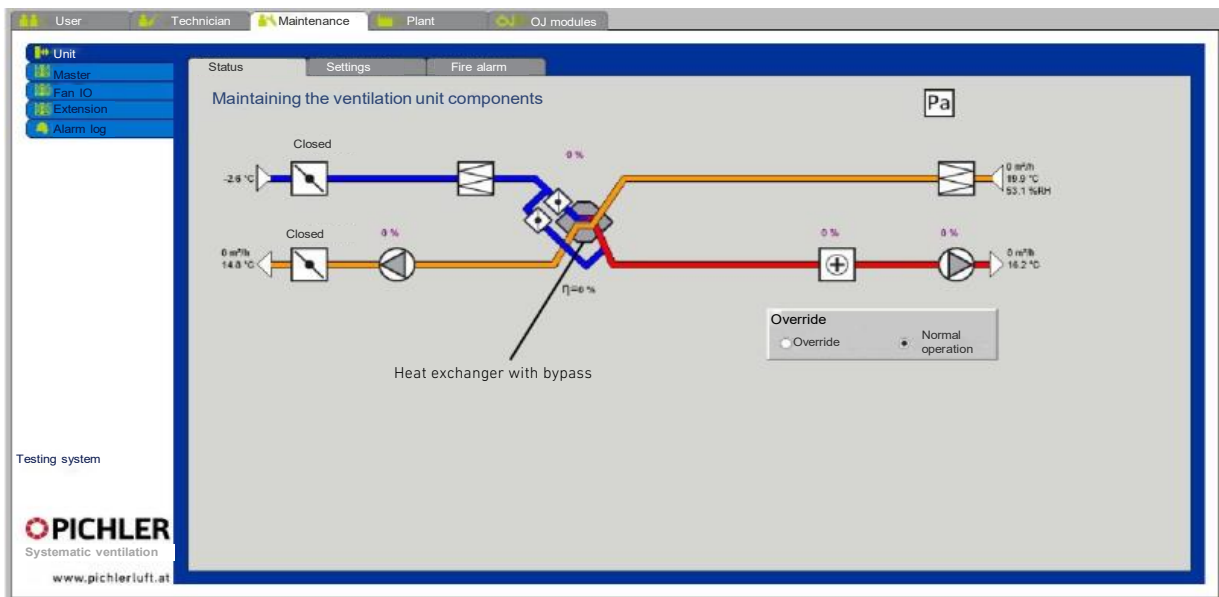 User Technician Maintenance Plant OJ modules
Unit
Master
Fan IO
Extension
Alarm log
Status Settings Fire alarm
Maintaining the ventilation unit components
Pa
Closed
0 %
-2.6 °C
0 m³/h
19.9 °C
53.1 %RH
Closed
0 %
0 %
0 %
0 m³/h
14.8 °C
0 m³/h
16.2 °C
η=0 %
Override
Override
Normal
operation
Heat exchanger with bypass
Testing system
PICHLER
Systematic ventilation
www.pichlerluft.at